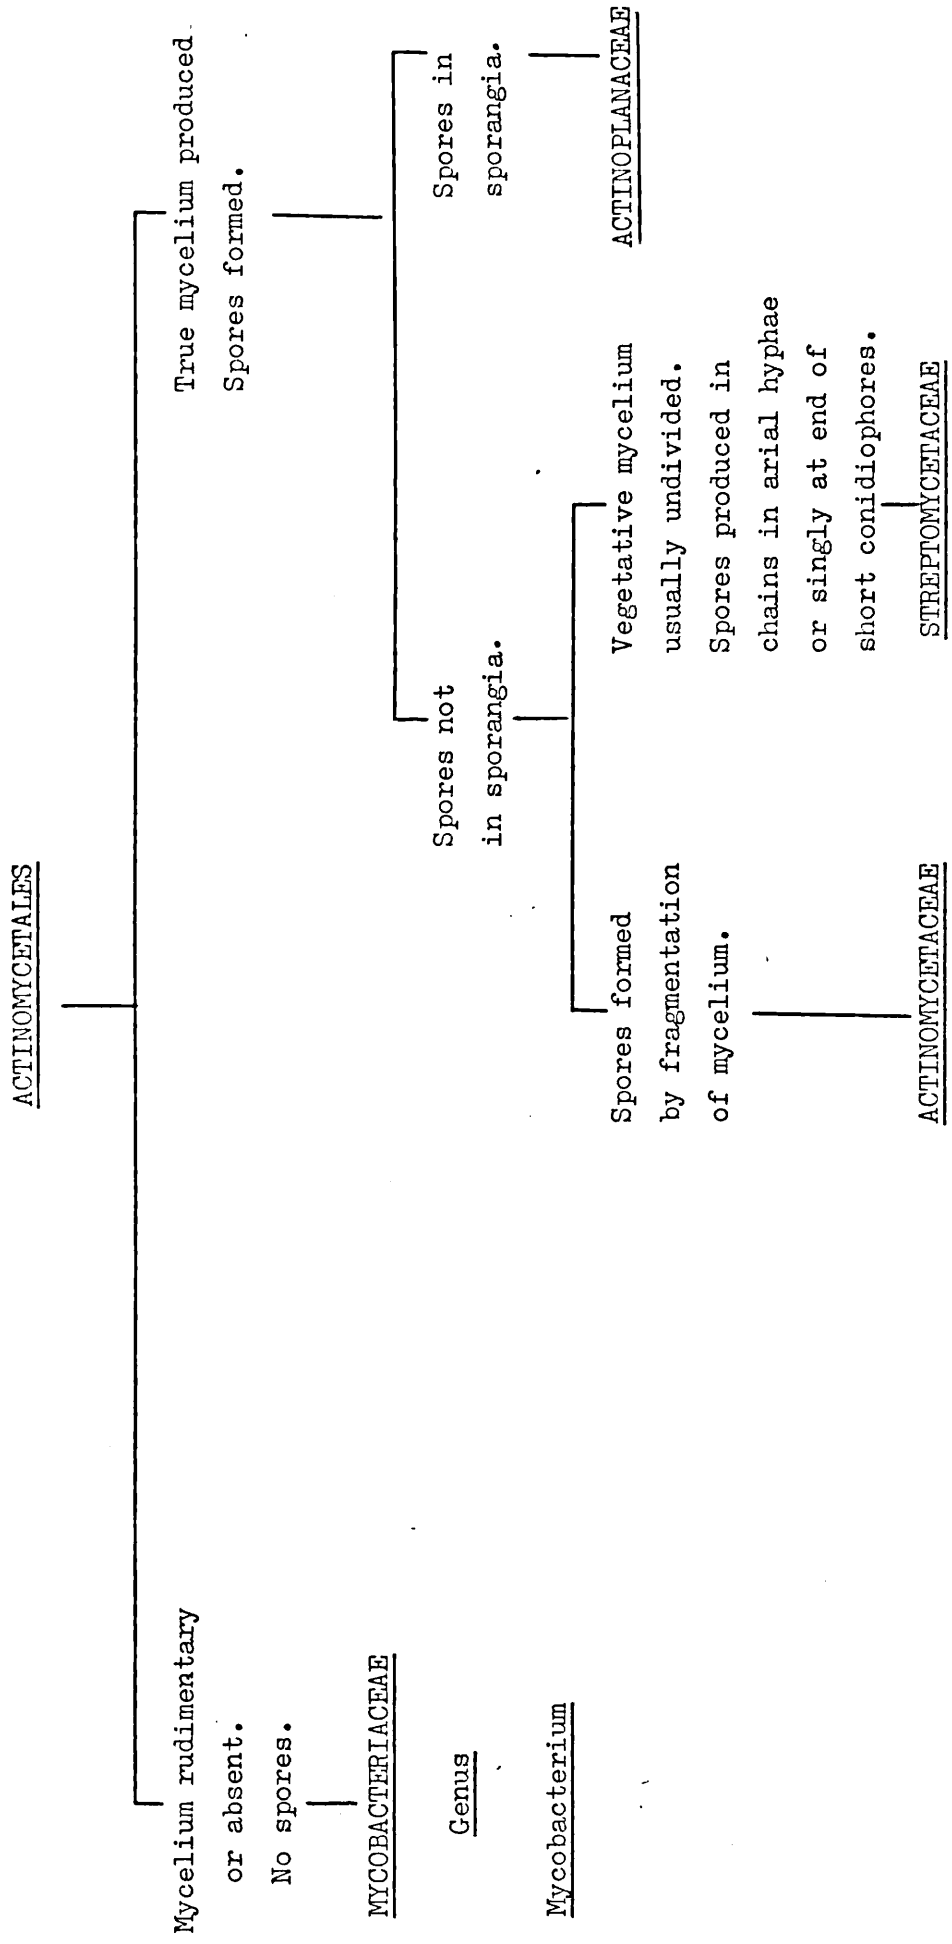 ACTINOMYCETALES
Mycelium rudimentary
or absent.
No spores.
MYCOBACTERIACEAE
Genus
Mycobacterium
True mycelium produced
Spores formed.
Spores not
in sporangia.
Spores in
sporangia.
ACTINOPLANACEAE
Spores formed
by fragmentation
of mycelium.
ACTINOMYCETACEAE
Vegetative mycelium
usually undivided.
Spores produced in
chains in arial hyphae
or singly at end of
short conidiophores.
STREPTOMYCETACEAE